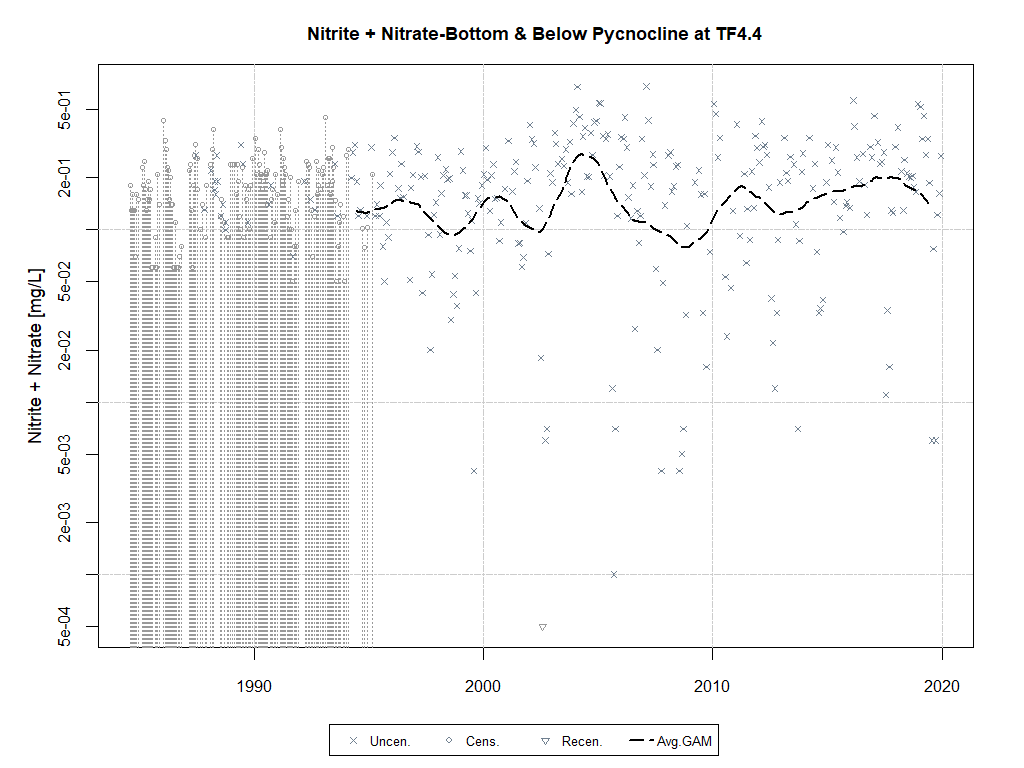 Nitrite + Nitrate-Bottom & Below Pycnocline at TF4.4
Nitrite + Nitrate [mg/L]
5e-01
2e-01
5e-02
2e-02
5e-03
2e-03
5e-04
1990 2000 2010 2020
Uncen. Cens. Recen. Avg.GAM